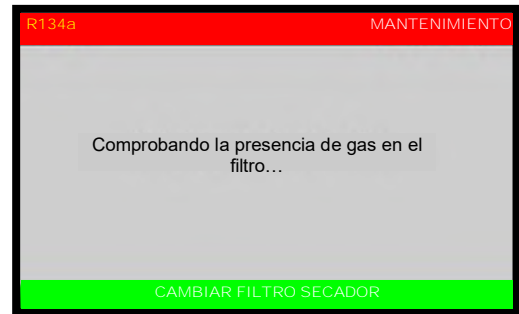 R134a MANTENIMIENTO
Comprobando la presencia de gas en el
filtro…
CAMBIAR FILTRO SECADOR